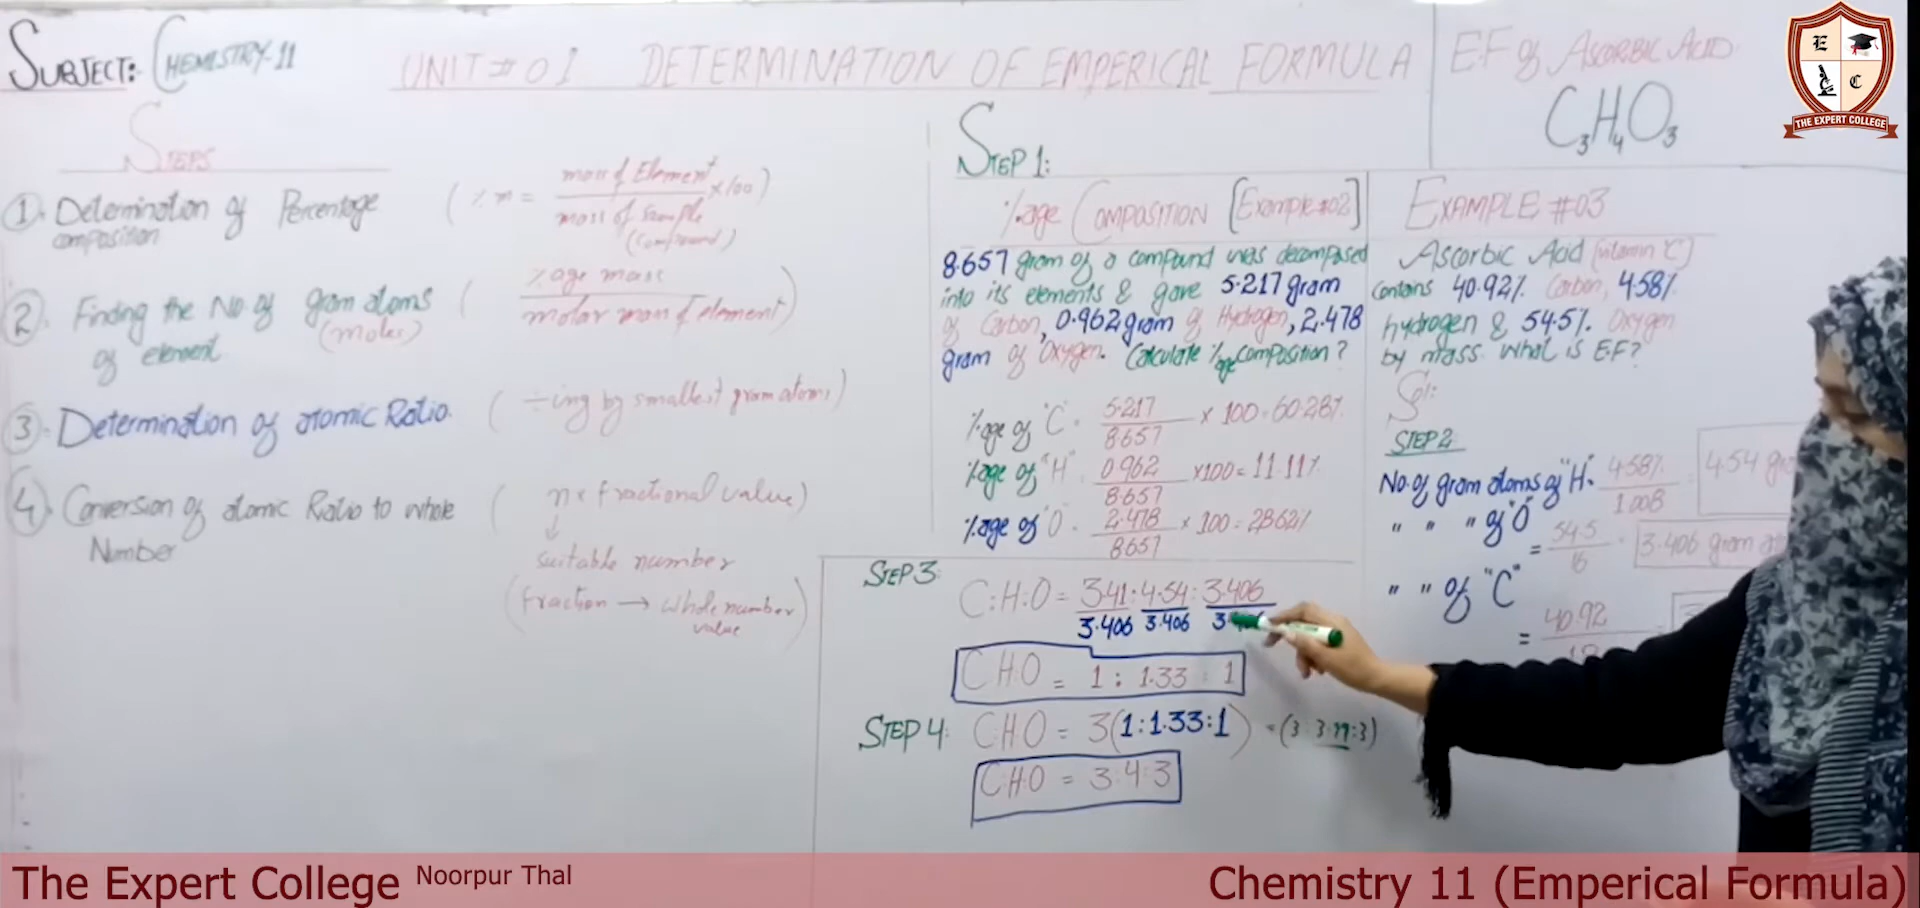 SUBJECT:- CHEMISTRY-11
UNIT # 01 DETERMINATION OF EMPERICAL FORMULA
E.F of ASCORBIC ACID
C₃H₄O₃
E
C
THE EXPERT COLLEGE
STEPS
1. Determination of Percentage composition
(% m = mass of Element / mass of sample (compound) × 100)
2. Finding the No. of gram atoms (moles) of element
( % age mass / molar mass of element)
3. Determination of atomic Ratio.
( ÷ing by smallest gram atoms)
4. Conversion of atomic Ratio to whole Number
( n × fractional value)
↓
suitable number
(fraction → whole number value)
STEP 1:
%age COMPOSITION [Example #02]
8.657 gram of a compound was decomposed
into its elements & gave 5.217 gram
of Carbon, 0.962 gram of Hydrogen, 2.478
gram of Oxygen. Calculate %age composition?
%age of "C" = 5.217 / 8.657 × 100 = 60.28%
%age of "H" = 0.962 / 8.657 × 100 = 11.11%
%age of "O" = 2.478 / 8.657 × 100 = 28.62%
EXAMPLE #03
Ascorbic Acid (vitamin "C")
contains 40.92% Carbon, 4.58%
hydrogen & 54.5% Oxygen
by mass. What is E.F?
Sol:
STEP 2
No. of gram atoms of "H" = 4.58% / 1.008 = 4.54
" " " of "O"
= 54.5 / 16 = 3.406 gram
" " of "C"
= 40.92
STEP 3
C:H:O = 3.41 : 4.54 : 3.406
3.406 3.406
C:H:O = 1 : 1.33 : 1
STEP 4:
C:H:O = 3(1:1.33:1) = (3:3.99:3)
C:H:O = 3:4:3
The Expert College Noorpur Thal
Chemistry 11 (Emperical Formula)